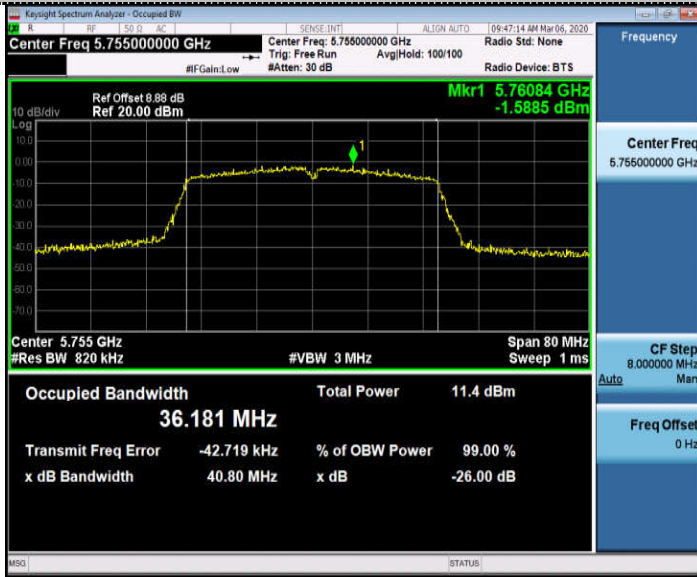 Keysight Spectrum Analyzer - Occupied BW
R RF 50 Ω AC SENSE:INT ALIGN AUTO 09:47:14 AM Mar 06, 2020
Center Freq 5.755000000 GHz
Center Freq: 5.755000000 GHz
Radio Std: None
Trig: Free Run Avg|Hold: 100/100
#IFGain:Low
#Atten: 30 dB
Radio Device: BTS
Ref Offset 8.88 dB
Mkr1 5.76084 GHz
10 dB/div Ref 20.00 dBm
-1.5885 dBm
Log
10.0
1
0.00
-10.0
-20.0
-30.0
-40.0
-50.0
-60.0
-70.0
Center 5.755 GHz Span 80 MHz
#Res BW 820 kHz #VBW 3 MHz Sweep 1 ms
Occupied Bandwidth Total Power 11.4 dBm
36.181 MHz
Transmit Freq Error -42.719 kHz % of OBW Power 99.00 %
x dB Bandwidth 40.80 MHz x dB -26.00 dB
MSG STATUS
Frequency
Center Freq
5.755000000 GHz
CF Step
8.000000 MHz
Auto Man
Freq Offset
0 Hz